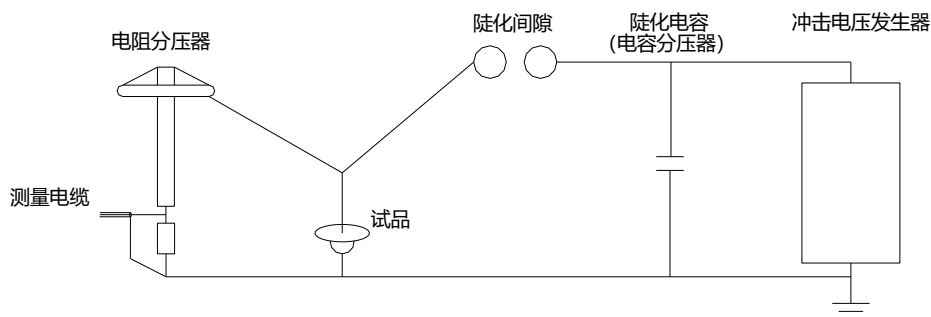 电阻分压器
陡化间隙
陡化电容
(电容分压器)
冲击电压发生器
测量电缆
试品